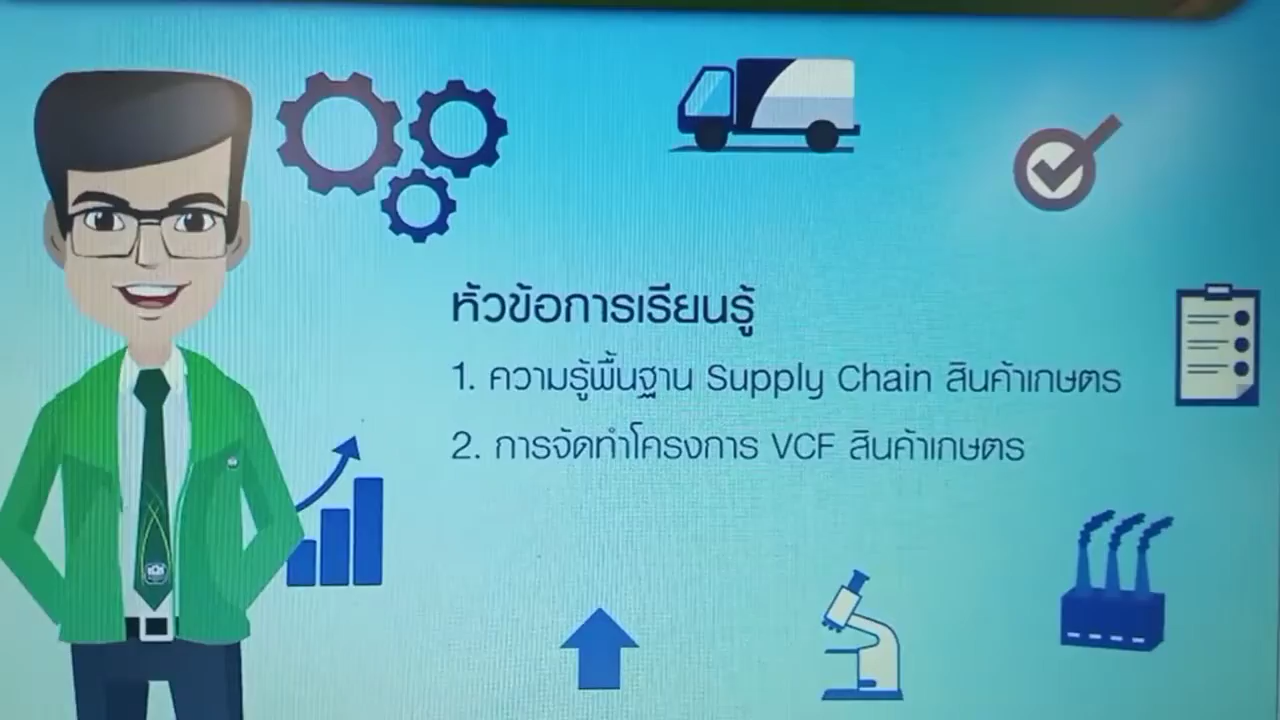 หัวข้อการเรียนรู้
1. ความรู้พื้นฐาน Supply Chain สินค้าเกษตร
2. การจัดทำโครงการ VCF สินค้าเกษตร